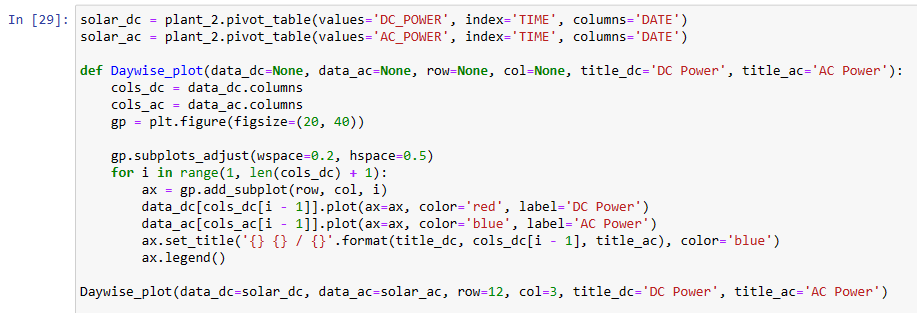 In [29]: solar_dc = plant_2.pivot_table(values='DC_POWER', index='TIME', columns='DATE')
solar_ac = plant_2.pivot_table(values='AC_POWER', index='TIME', columns='DATE')

def Daywise_plot(data_dc=None, data_ac=None, row=None, col=None, title_dc='DC Power', title_ac='AC Power'):
    cols_dc = data_dc.columns
    cols_ac = data_ac.columns
    gp = plt.figure(figsize=(20, 40))

    gp.subplots_adjust(wspace=0.2, hspace=0.5)
    for i in range(1, len(cols_dc) + 1):
        ax = gp.add_subplot(row, col, i)
        data_dc[cols_dc[i - 1]].plot(ax=ax, color='red', label='DC Power')
        data_ac[cols_ac[i - 1]].plot(ax=ax, color='blue', label='AC Power')
        ax.set_title('{} {} / {}'.format(title_dc, cols_dc[i - 1], title_ac), color='blue')
        ax.legend()

Daywise_plot(data_dc=solar_dc, data_ac=solar_ac, row=12, col=3, title_dc='DC Power', title_ac='AC Power')